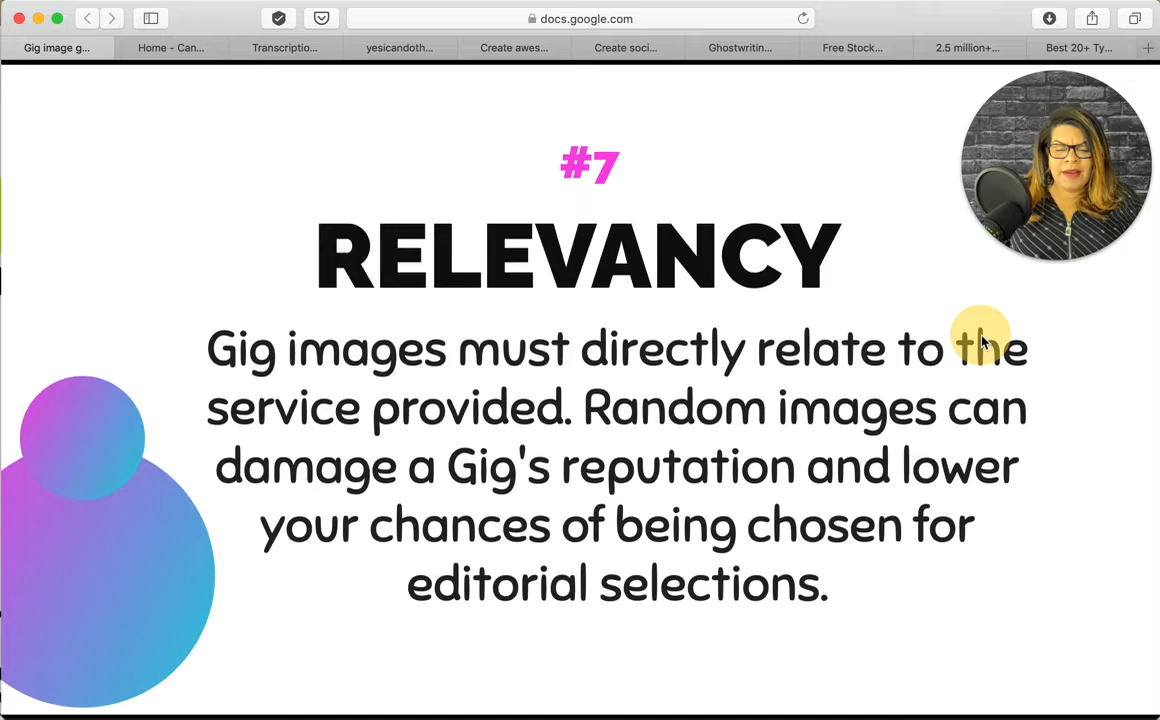 docs.google.com
Gig image g...
Home - Can...
Transcriptio...
yesicandoth...
Create awes...
Create soci...
Ghostwritin...
Free Stock...
2.5 million+...
Best 20+ Ty...
#7
RELEVANCY
Gig images must directly relate to the
service provided. Random images can
damage a Gig's reputation and lower
your chances of being chosen for
editorial selections.